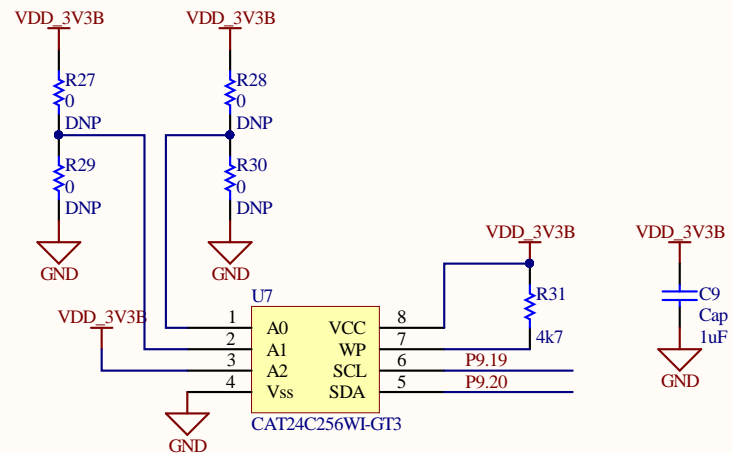 VDD_3V3B
VDD_3V3B
R27
0
DNP
R28
0
DNP
R29
0
DNP
R30
0
DNP
GND
GND
VDD_3V3B
VDD_3V3B
VDD_3V3B
U7
R31
4k7
C9
Cap
1uF
1 A0 VCC 8
2 A1 WP 7
3 A2 SCL 6 P9.19
4 Vss SDA 5 P9.20
GND
GND
CAT24C256WI-GT3